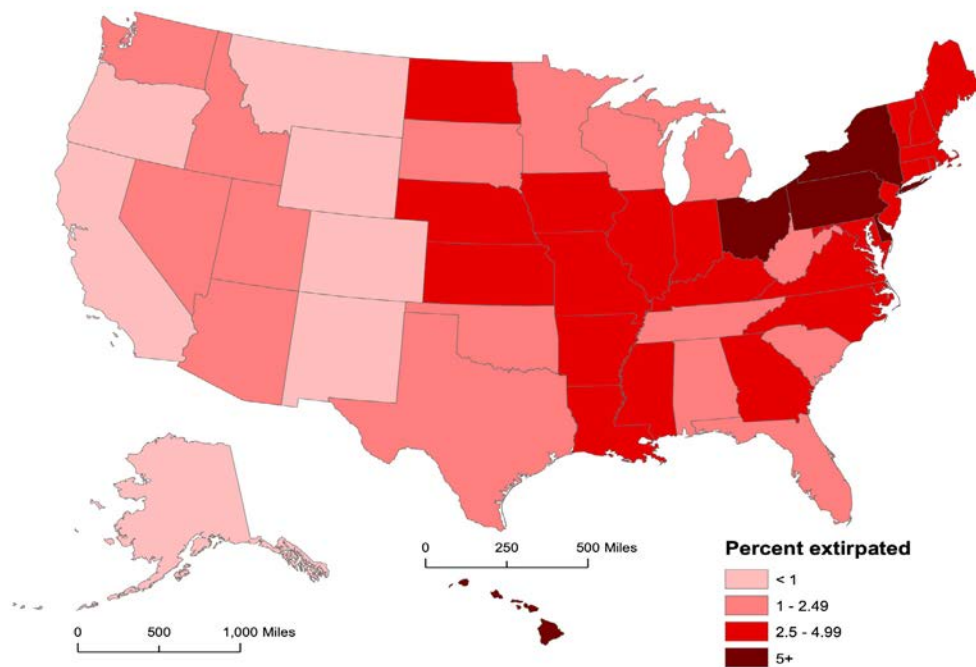 0 250 500 Miles
0 500 1,000 Miles
Percent extirpated
< 1
1 - 2.49
2.5 - 4.99
5+